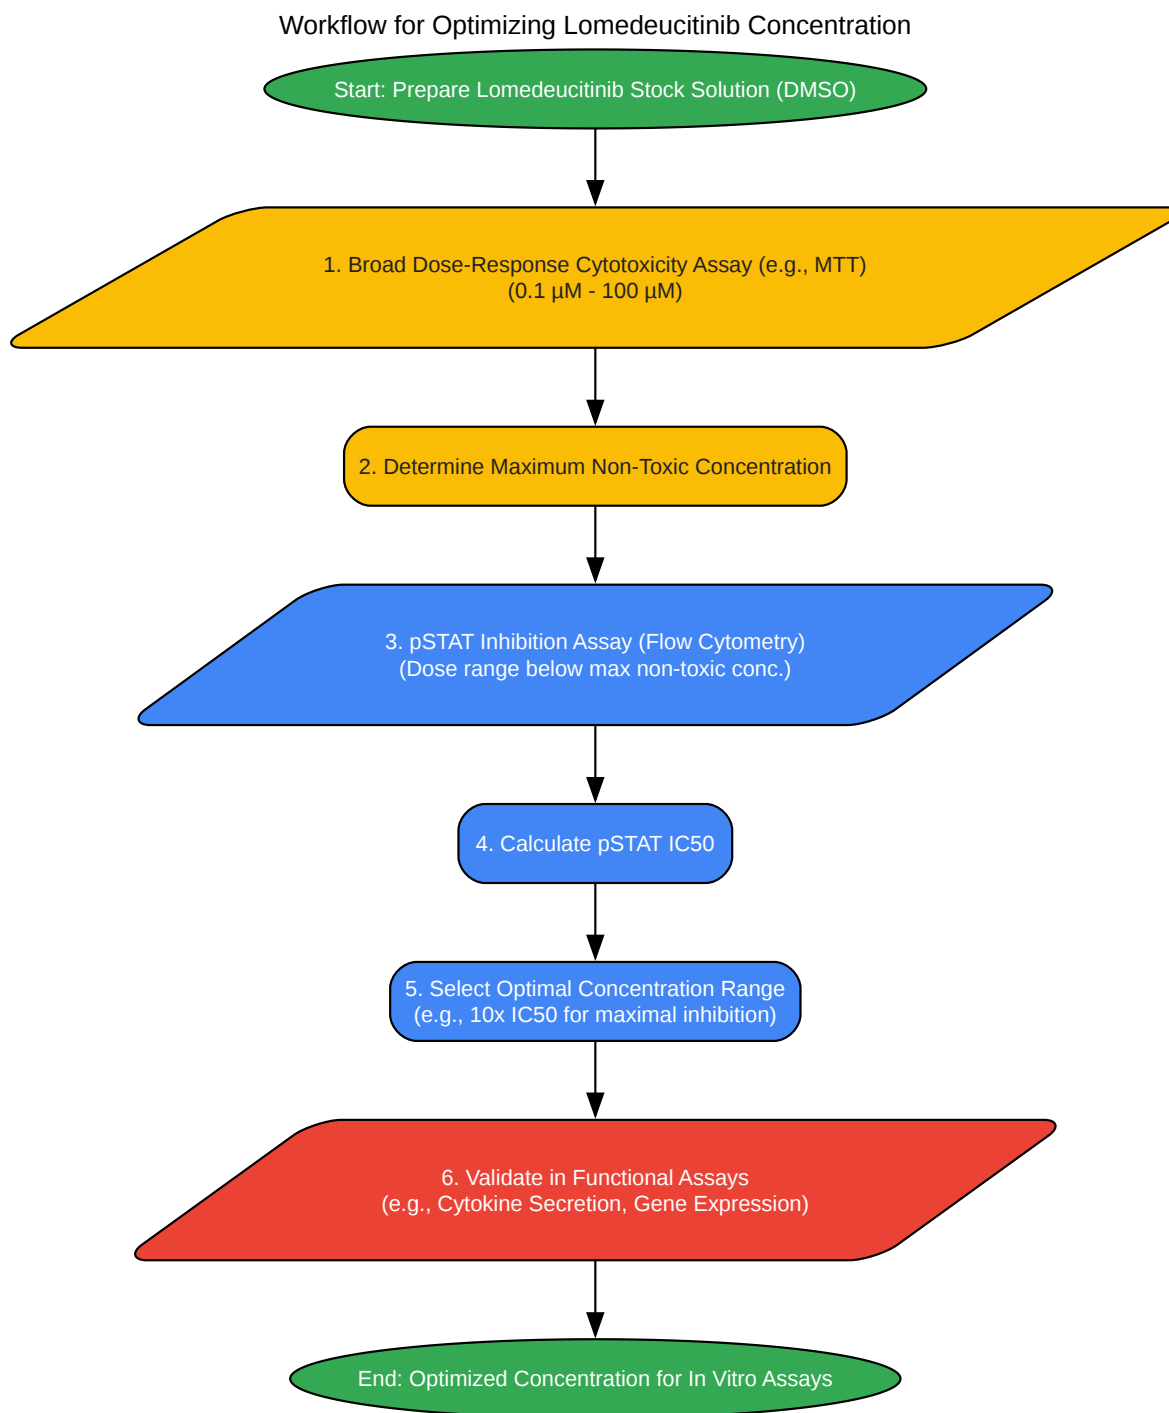 Workflow for Optimizing Lomedeucitinib Concentration
Start: Prepare Lomedeucitinib Stock Solution (DMSO)
1. Broad Dose-Response Cytotoxicity Assay (e.g., MTT)
(0.1 µM - 100 µM)
2. Determine Maximum Non-Toxic Concentration
3. pSTAT Inhibition Assay (Flow Cytometry)
(Dose range below max non-toxic conc.)
4. Calculate pSTAT IC50
5. Select Optimal Concentration Range
(e.g., 10x IC50 for maximal inhibition)
6. Validate in Functional Assays
(e.g., Cytokine Secretion, Gene Expression)
End: Optimized Concentration for In Vitro Assays